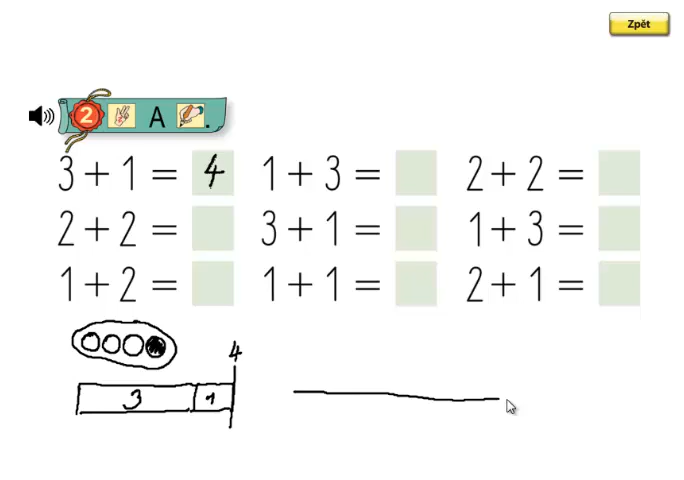 Zpět
2 A .
3 + 1 = 4 1 + 3 = 2 + 2 =
2 + 2 = 3 + 1 = 1 + 3 =
1 + 2 = 1 + 1 = 2 + 1 =
4
3 1